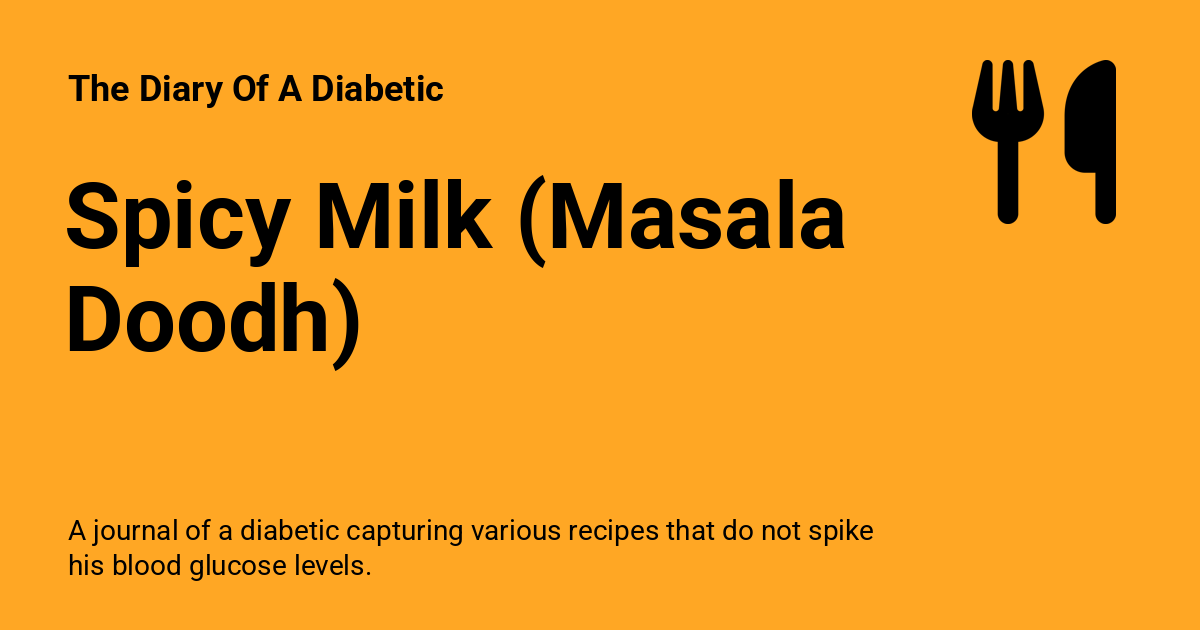 The Diary Of A Diabetic
Spicy Milk (Masala
Doodh)
A journal of a diabetic capturing various recipes that do not spike
his blood glucose levels.